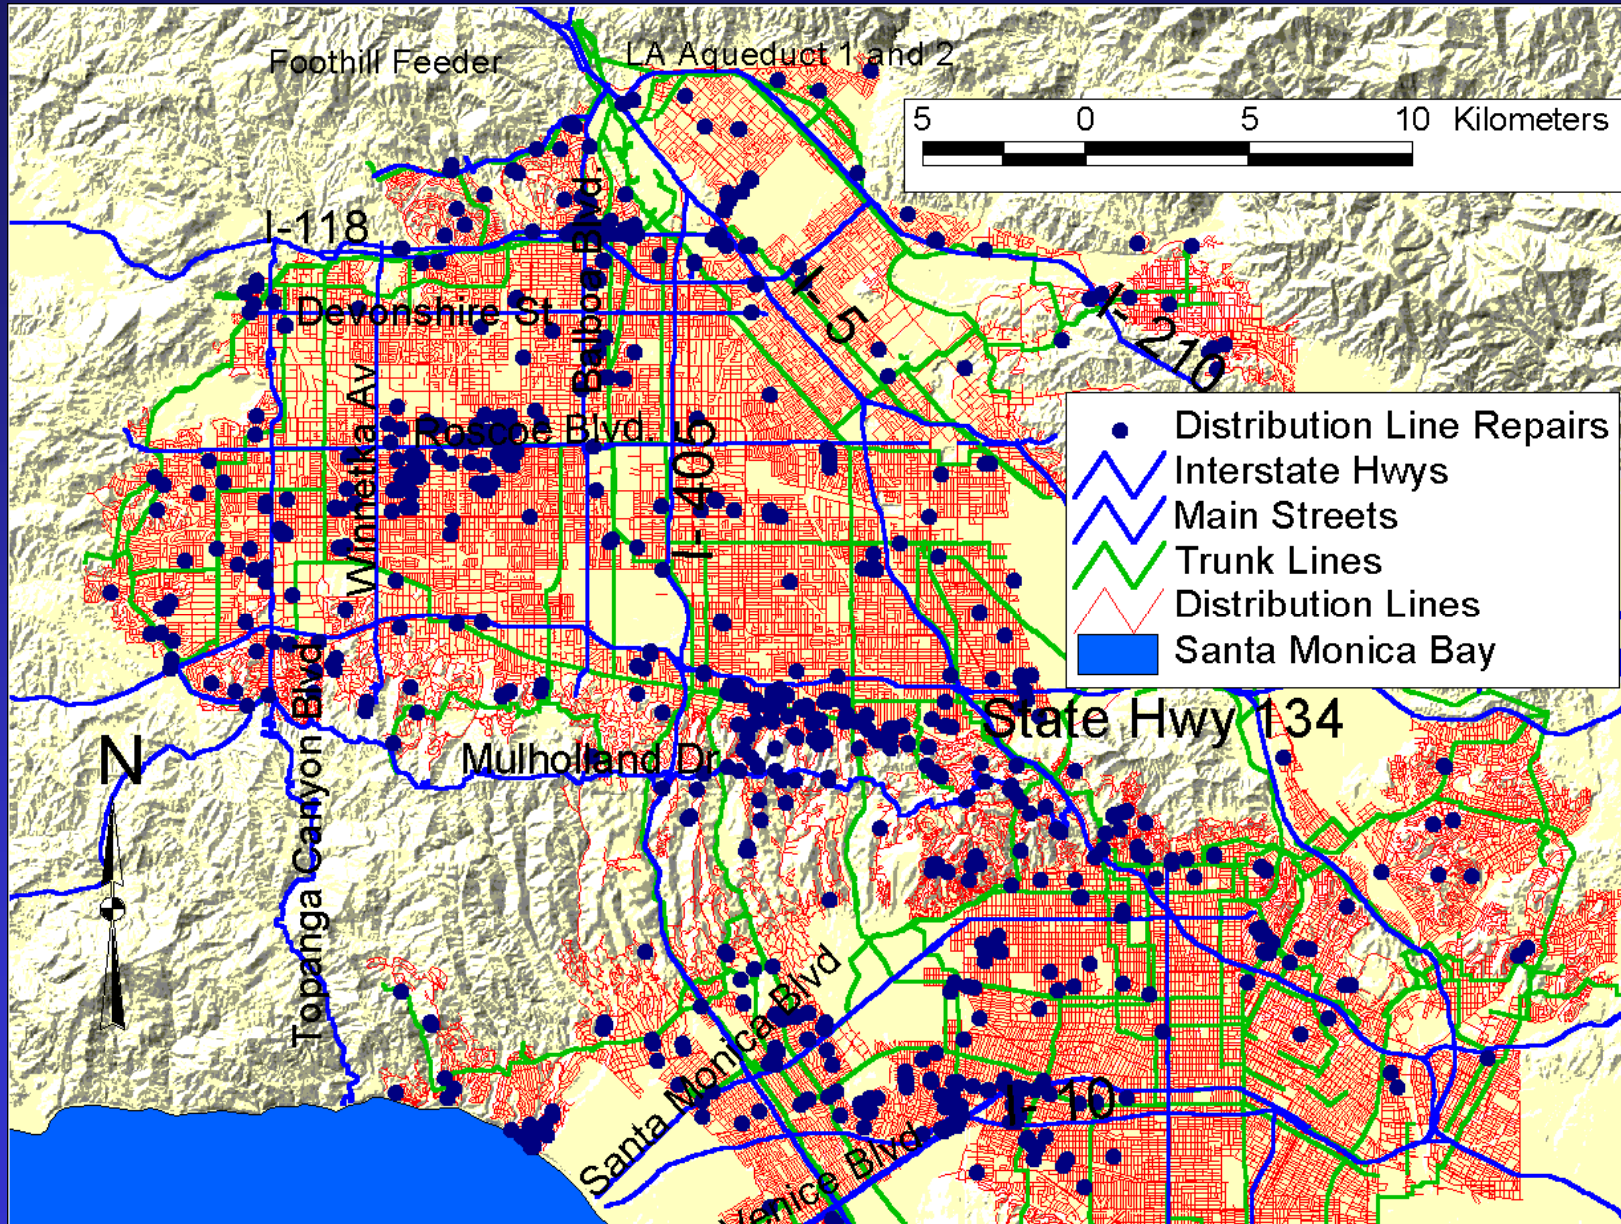 Foothill Feeder
LA Aqueduct 1 and 2
5 0 5 10 Kilometers
I-118
Balboa Blvd.
Devonshire St
I- 5
I- 210
Winnetka Av
Roscoe Blvd.
I- 405
Distribution Line Repairs
Interstate Hwys
Main Streets
Trunk Lines
Distribution Lines
Santa Monica Bay
State Hwy 134
Mulholland Dr
N
Topanga Canyon Blvd
Santa Monica Blvd
I- 10
Venice Blvd